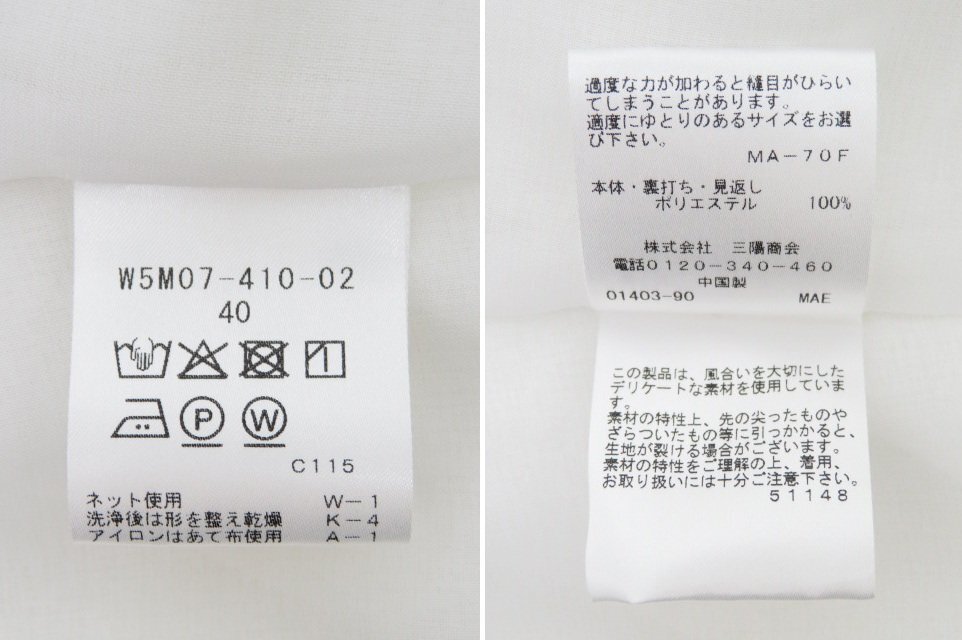 W5M07-410-02
40
P
W
C115
ネット使用 W-1
洗浄後は形を整え乾燥 K-4
アイロンはあて布使用 A-1
過度な力が加わると縫目がひらい
てしまうことがあります。
適度にゆとりのあるサイズをお選
び下さい。
MA-70F
本体・裏打ち・見返し
ポリエステル 100%
株式会社 三陽商会
電話0120-340-460
中国製
01403-90 MAE
この製品は、風合いを大切にした
デリケートな素材を使用していま
す。
素材の特性上、先の尖ったものや
ざらついたもの等に引っかかると、
生地が裂ける場合がございます。
素材の特性をご理解の上、着用、
お取り扱いには十分ご注意下さい。
51148